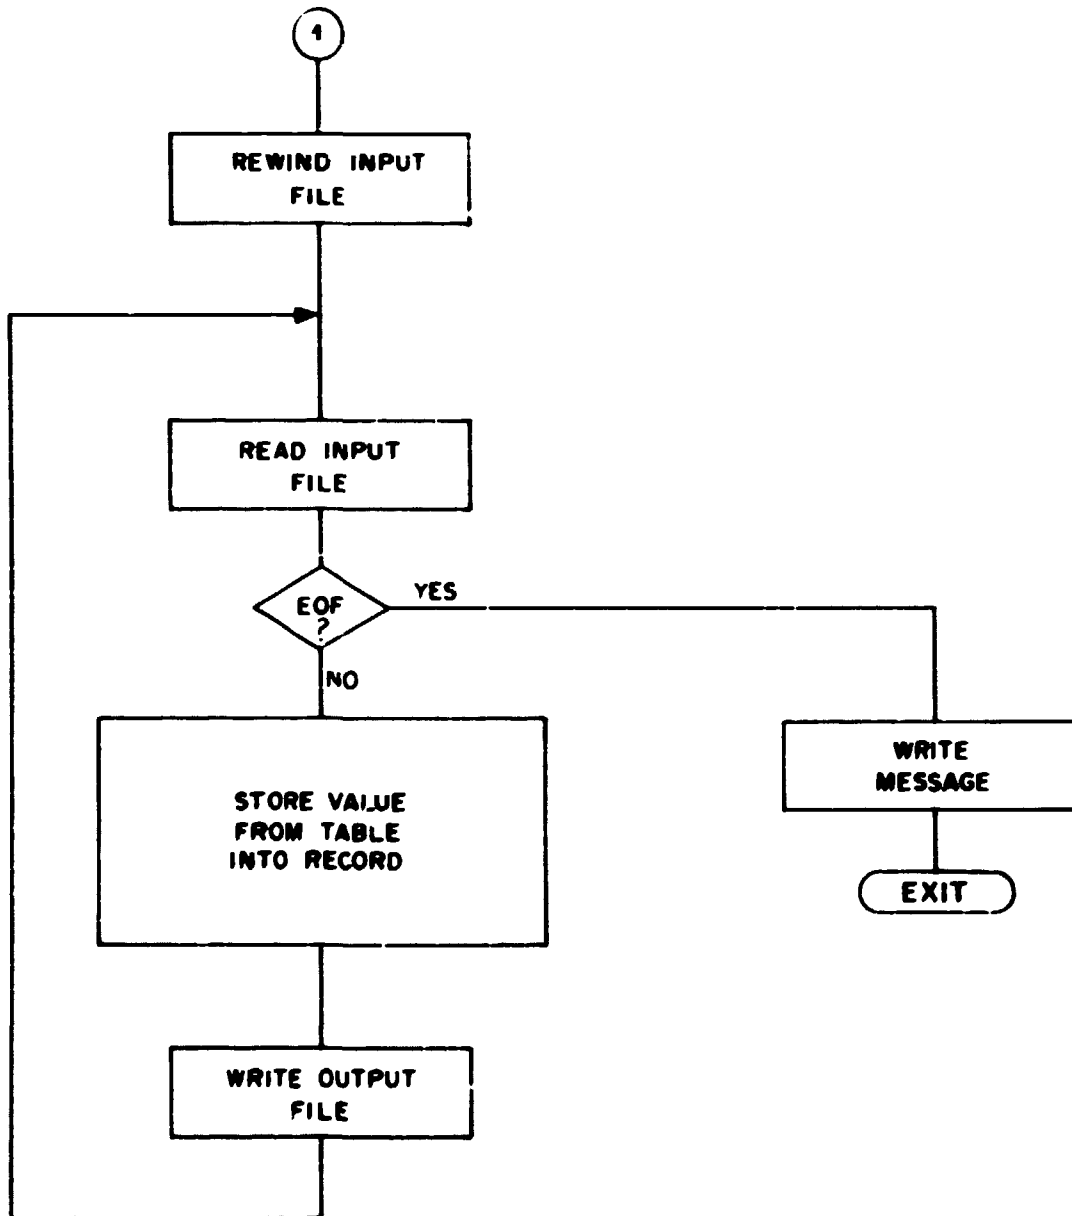 1
REWIND INPUT
FILE
READ INPUT
FILE
EOF
?
YES
NO
STORE VALUE
FROM TABLE
INTO RECORD
WRITE
MESSAGE
EXIT
WRITE OUTPUT
FILE